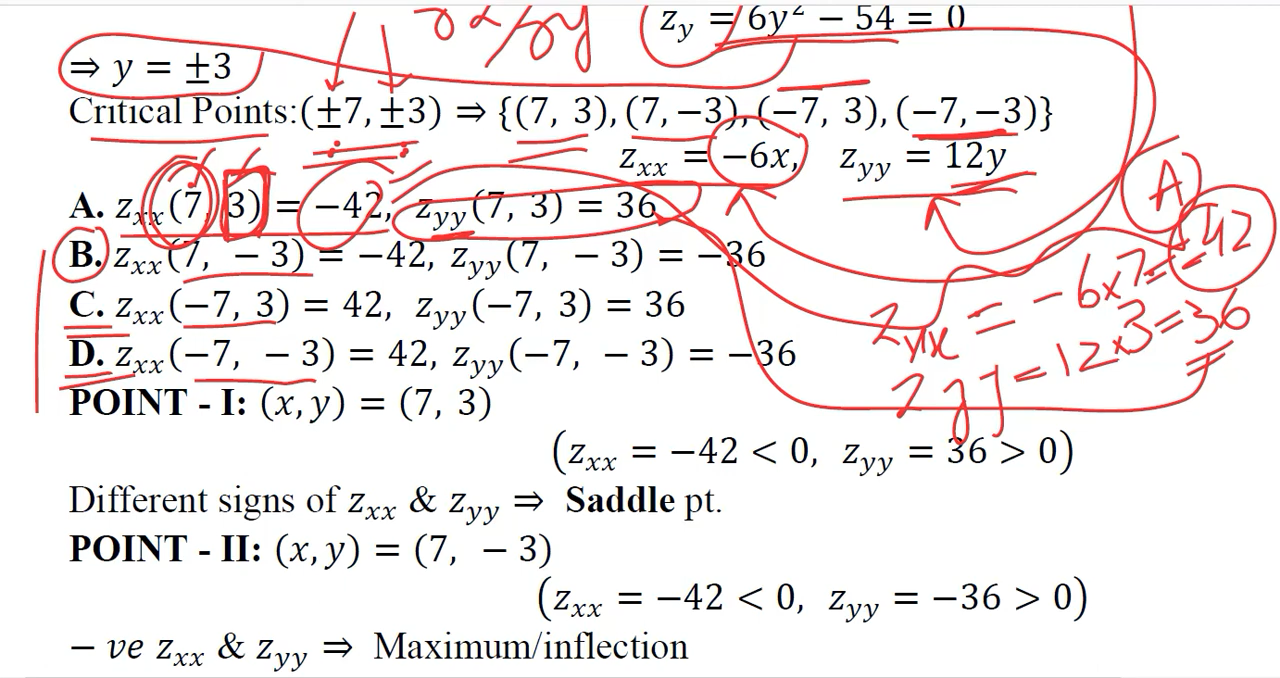 ∂z/∂y z_y = 6y² − 54 = 0
⇒ y = ±3
Critical Points:(±7, ±3) ⇒ {(7, 3), (7, −3), (−7, 3), (−7, −3)}
z_xx = −6x, z_yy = 12y
A. z_xx(7, 3) = −42, z_yy(7, 3) = 36
A
B. z_xx(7, − 3) = −42, z_yy(7, − 3) = −36
C. z_xx(−7, 3) = 42, z_yy(−7, 3) = 36
z_xx = −6×7 = −42
D. z_xx(−7, − 3) = 42, z_yy(−7, − 3) = −36
z_yy = 12×3 = 36
POINT - I: (x, y) = (7, 3)
(z_xx = −42 < 0, z_yy = 36 > 0)
Different signs of z_xx & z_yy ⇒ Saddle pt.
POINT - II: (x, y) = (7, − 3)
(z_xx = −42 < 0, z_yy = −36 > 0)
− ve z_xx & z_yy ⇒ Maximum/inflection